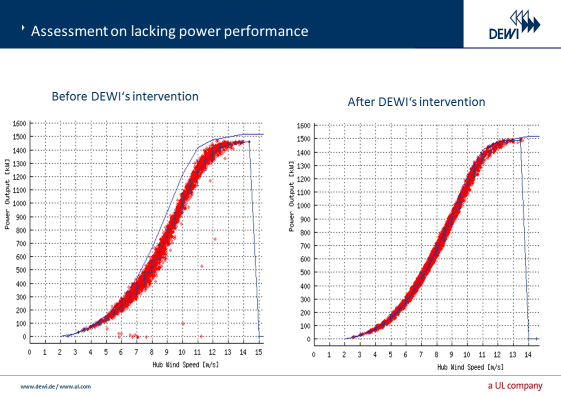 Assessment on lacking power performance
DEWI
Before DEWI's intervention
After DEWI's intervention
1600
1500
1400
1300
1200
1100
1000
900
800
700
600
500
400
300
200
100
0
Power Output [kW]
0 1 2 3 4 5 6 7 8 9 10 11 12 13 14 15
Hub Wind Speed [m/s]
1600
1500
1400
1300
1200
1100
1000
900
800
700
600
500
400
300
200
100
0
Power Output [kW]
0 1 2 3 4 5 6 7 8 9 10 11 12 13 14
Hub Wind Speed [m/s]
www.dewi.de / www.ul.com
a UL company